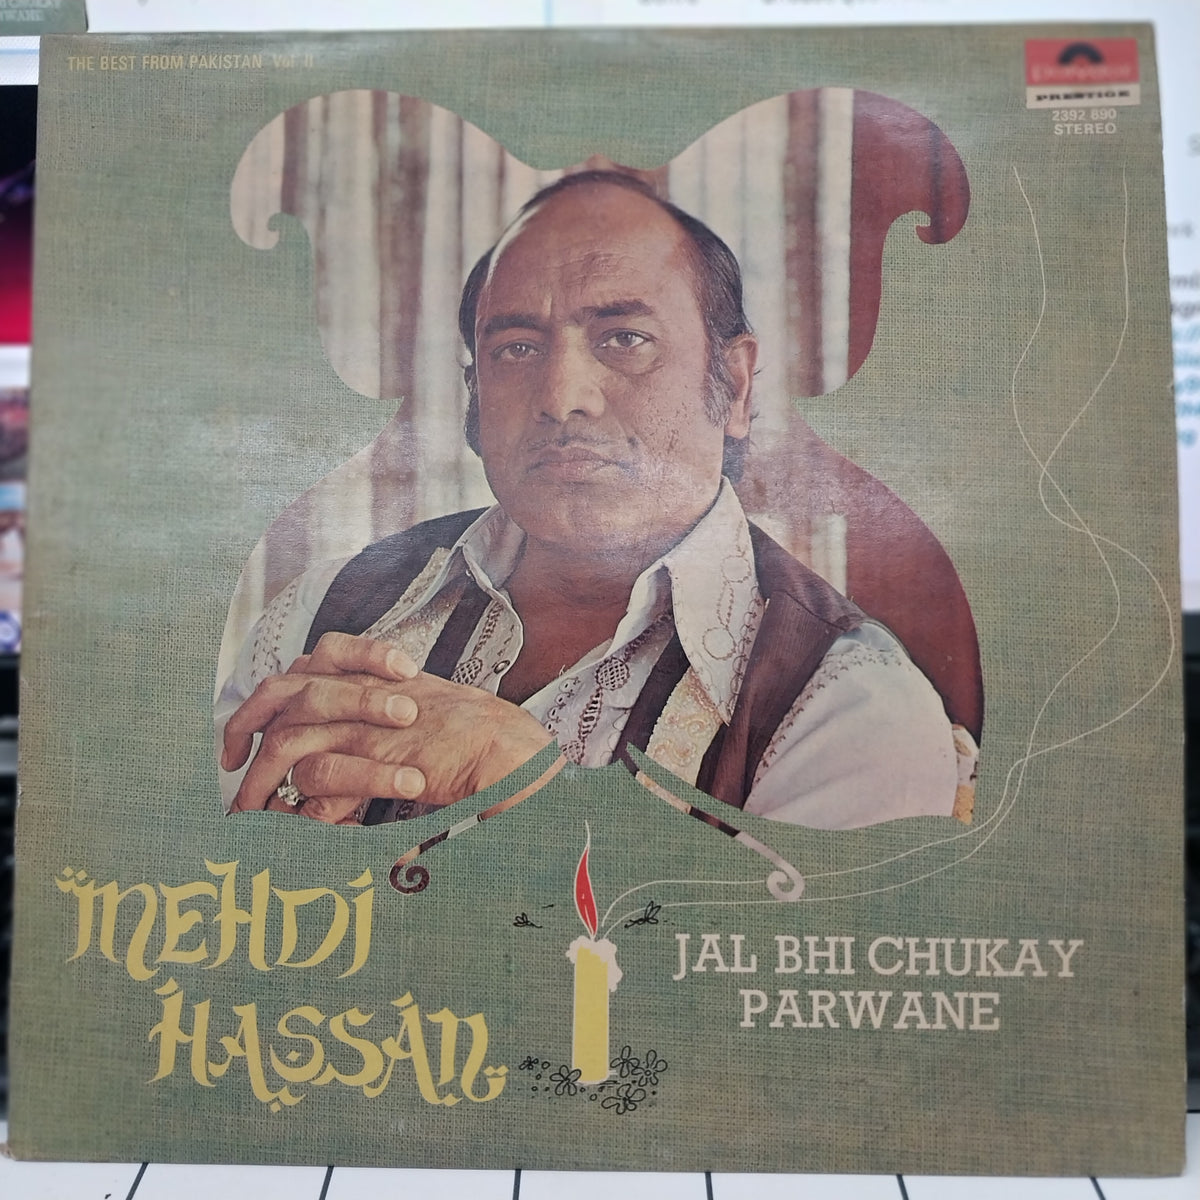 THE BEST FROM PAKISTAN Vol. II
PRESTIGE
2392 890
STEREO
MEHDI
HASSAN
JAL BHI CHUKAY
PARWANE